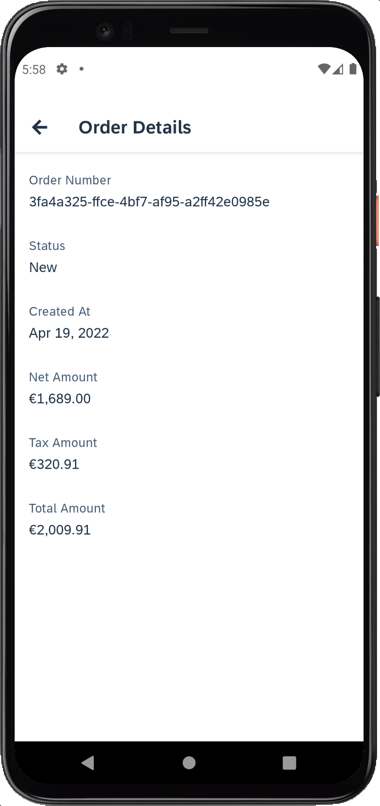 5:58
Order Details
Order Number
3fa4a325-ffce-4bf7-af95-a2ff42e0985e
Status
New
Created At
Apr 19, 2022
Net Amount
€1,689.00
Tax Amount
€320.91
Total Amount
€2,009.91